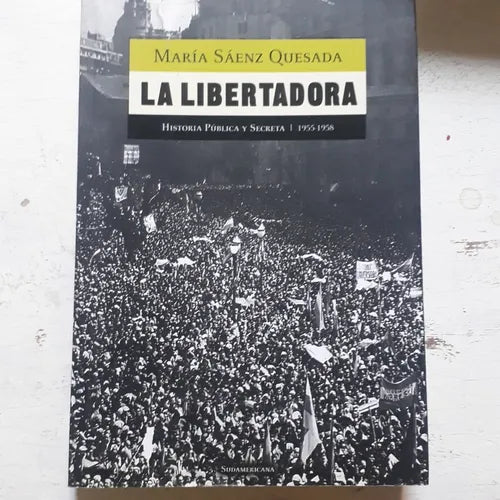 MARÍA SÁENZ QUESADA
LA LIBERTADORA
HISTORIA PÚBLICA Y SECRETA | 1955-1958
SUDAMERICANA